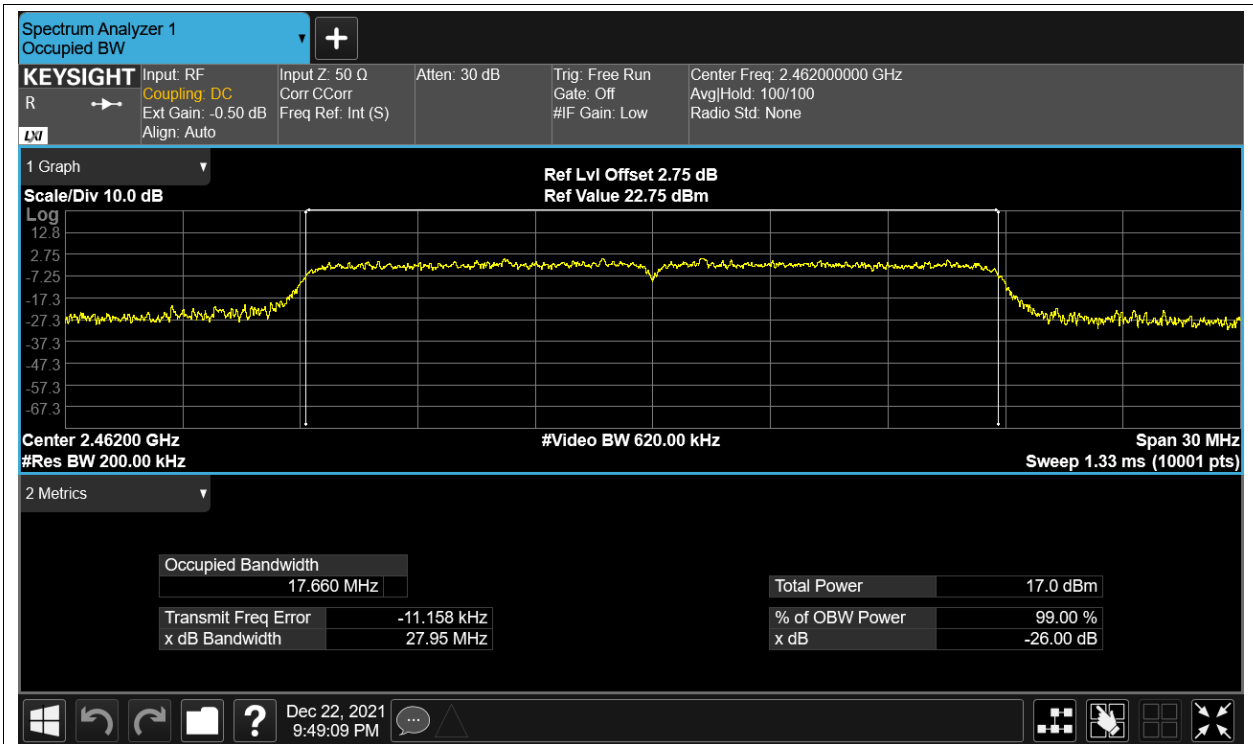 Spectrum Analyzer 1
Occupied BW
KEYSIGHT
R
LXI
Input: RF
Coupling: DC
Ext Gain: -0.50 dB
Align: Auto
Input Z: 50 Ω
Corr CCorr
Freq Ref: Int (S)
Atten: 30 dB
Trig: Free Run
Gate: Off
#IF Gain: Low
Center Freq: 2.462000000 GHz
Avg|Hold: 100/100
Radio Std: None
1 Graph
Scale/Div 10.0 dB
Ref Lvl Offset 2.75 dB
Ref Value 22.75 dBm
Log
12.8
2.75
-7.25
-17.3
-27.3
-37.3
-47.3
-57.3
-67.3
Center 2.46200 GHz
#Video BW 620.00 kHz
Span 30 MHz
#Res BW 200.00 kHz
Sweep 1.33 ms (10001 pts)
2 Metrics
Occupied Bandwidth
17.660 MHz
Total Power 17.0 dBm
Transmit Freq Error -11.158 kHz
% of OBW Power 99.00 %
x dB Bandwidth 27.95 MHz
x dB -26.00 dB
?
Dec 22, 2021
9:49:09 PM